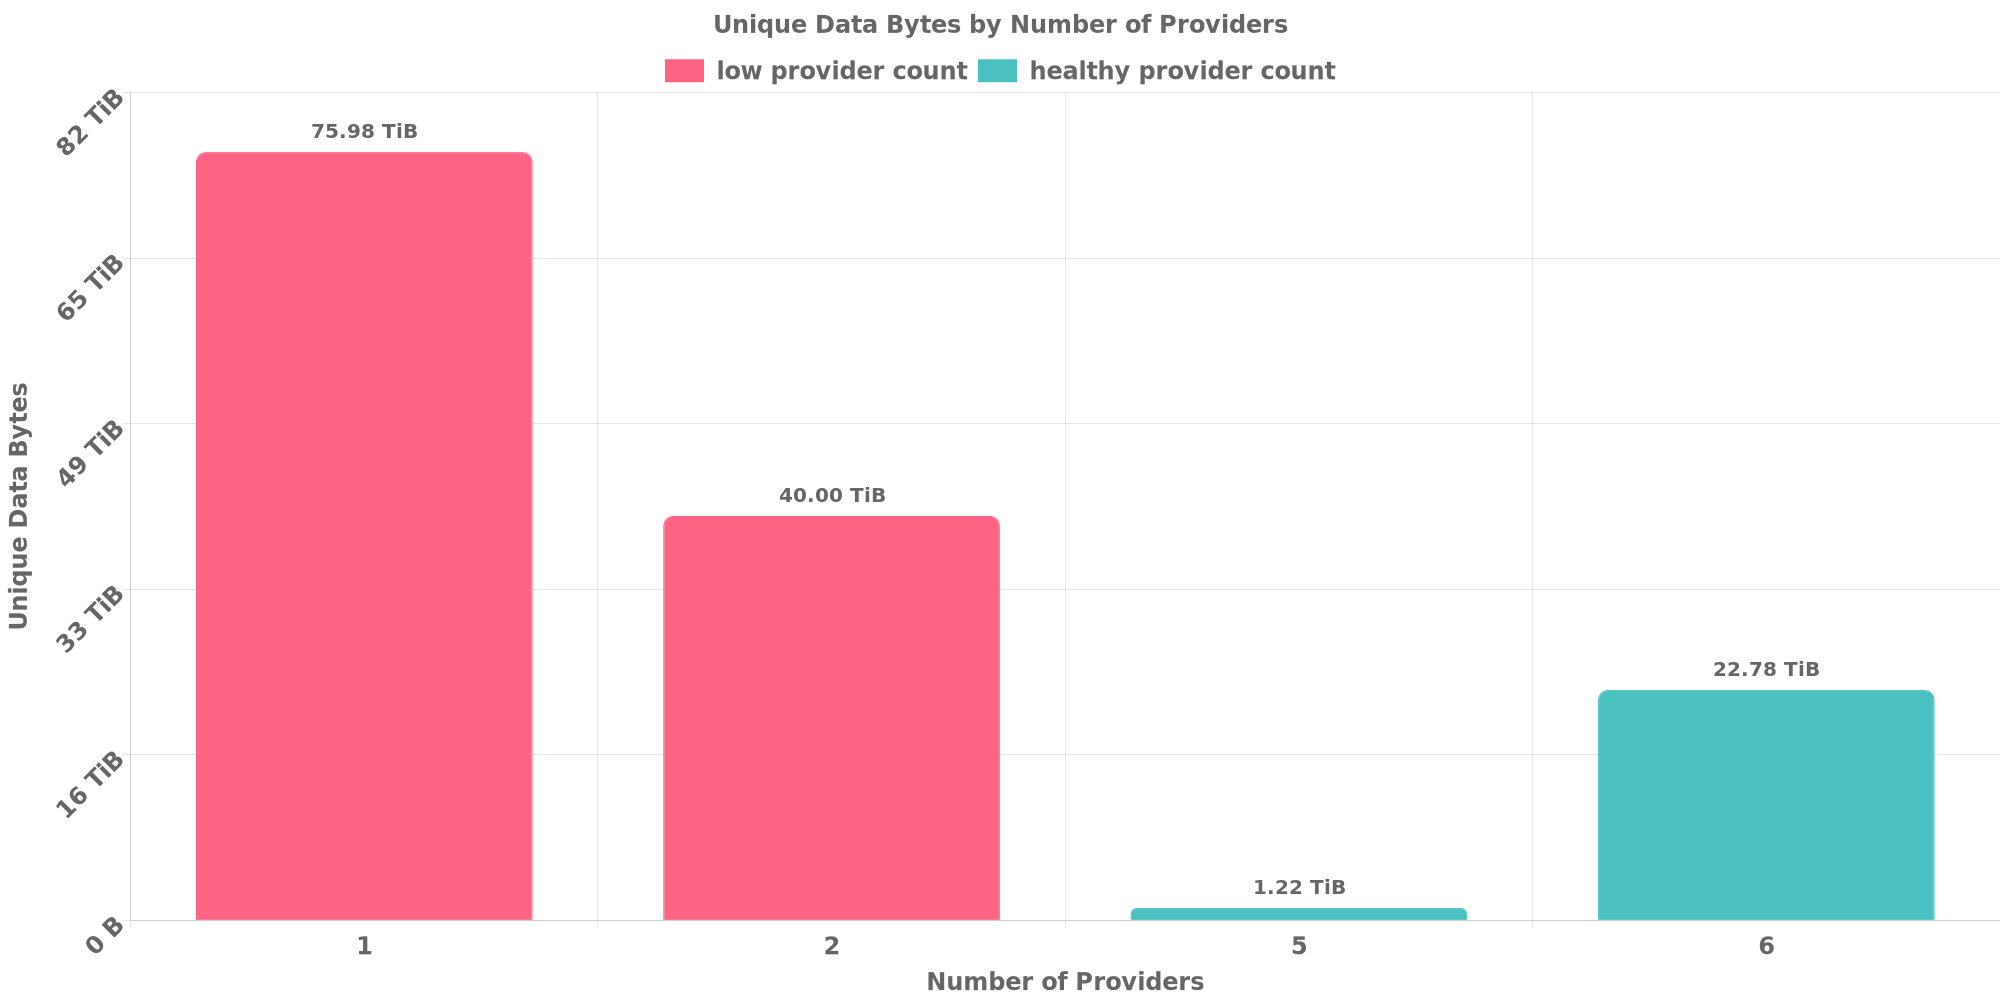 Unique Data Bytes by Number of Providers
low provider count
healthy provider count
82 TiB
65 TiB
49 TiB
33 TiB
16 TiB
0 B
Unique Data Bytes
75.98 TiB
40.00 TiB
1.22 TiB
22.78 TiB
1
2
5
6
Number of Providers